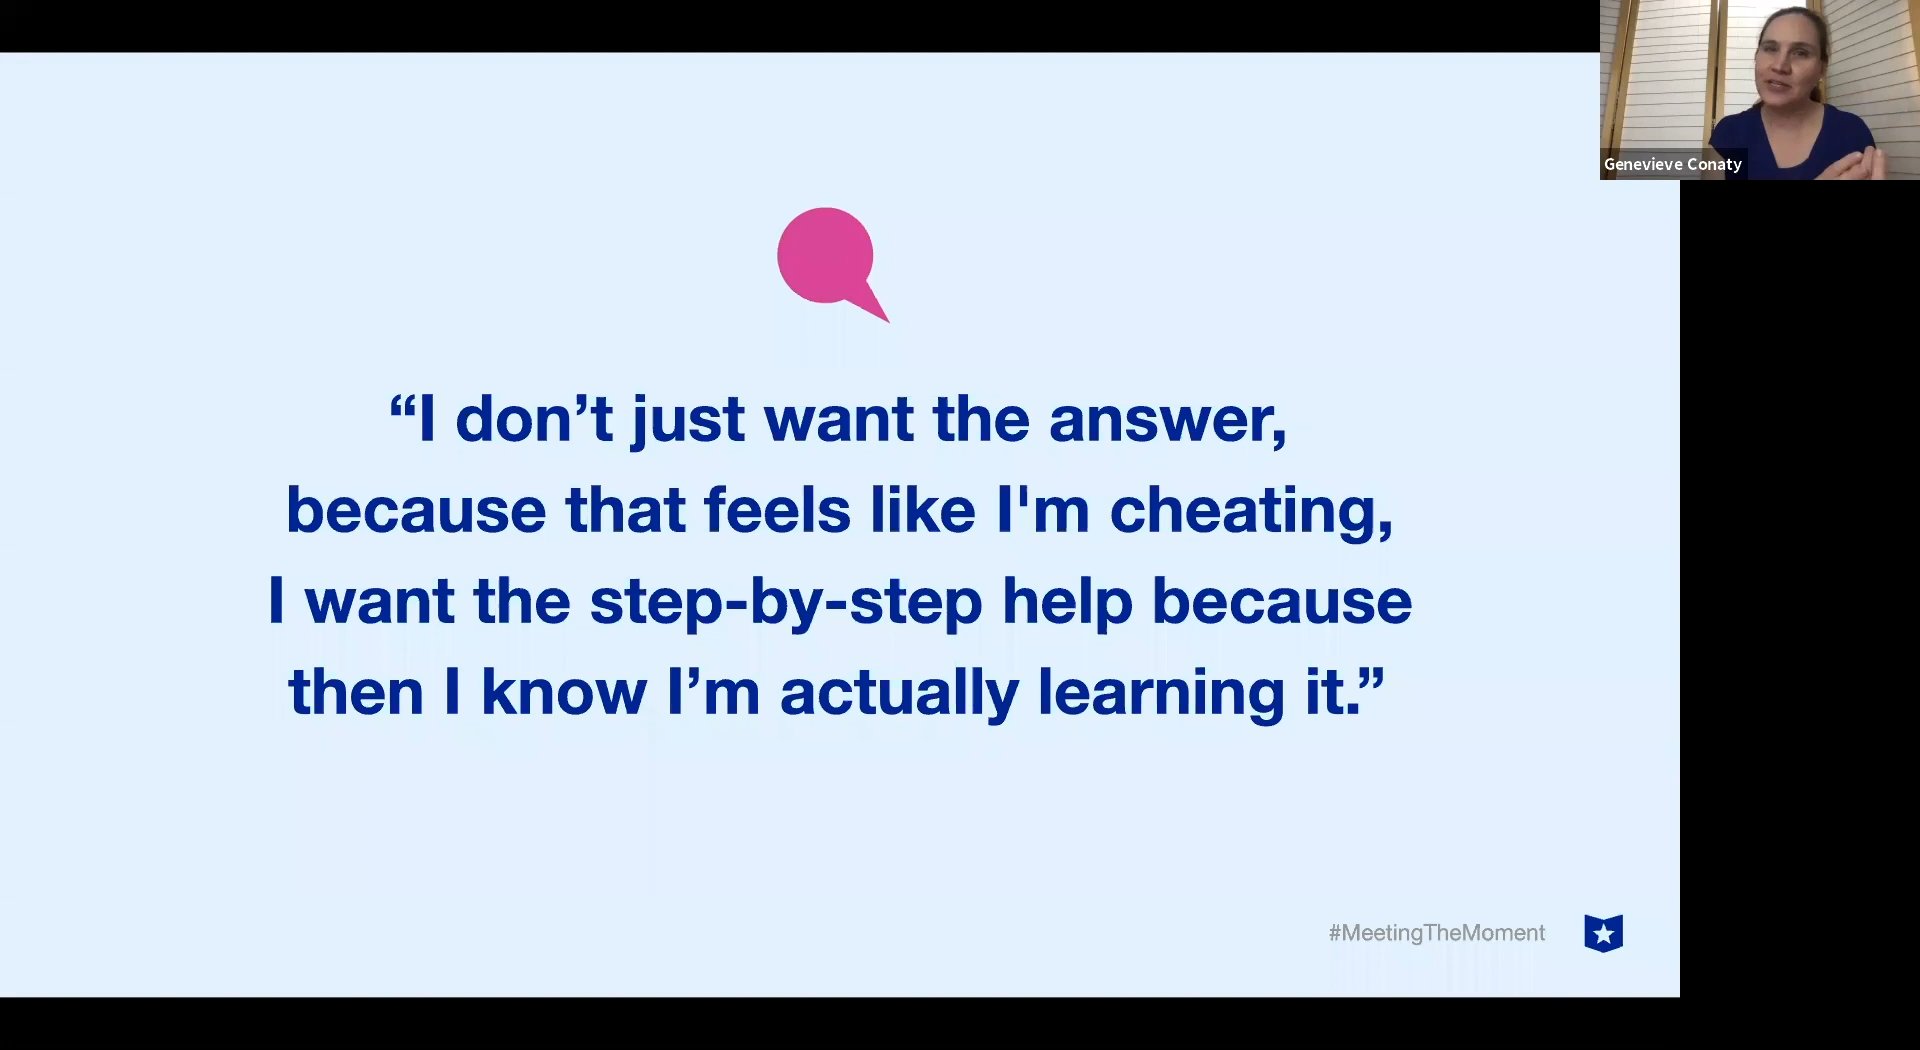 Genevieve Conaty
“I don’t just want the answer,
because that feels like I'm cheating,
I want the step-by-step help because
then I know I’m actually learning it.”
#MeetingTheMoment